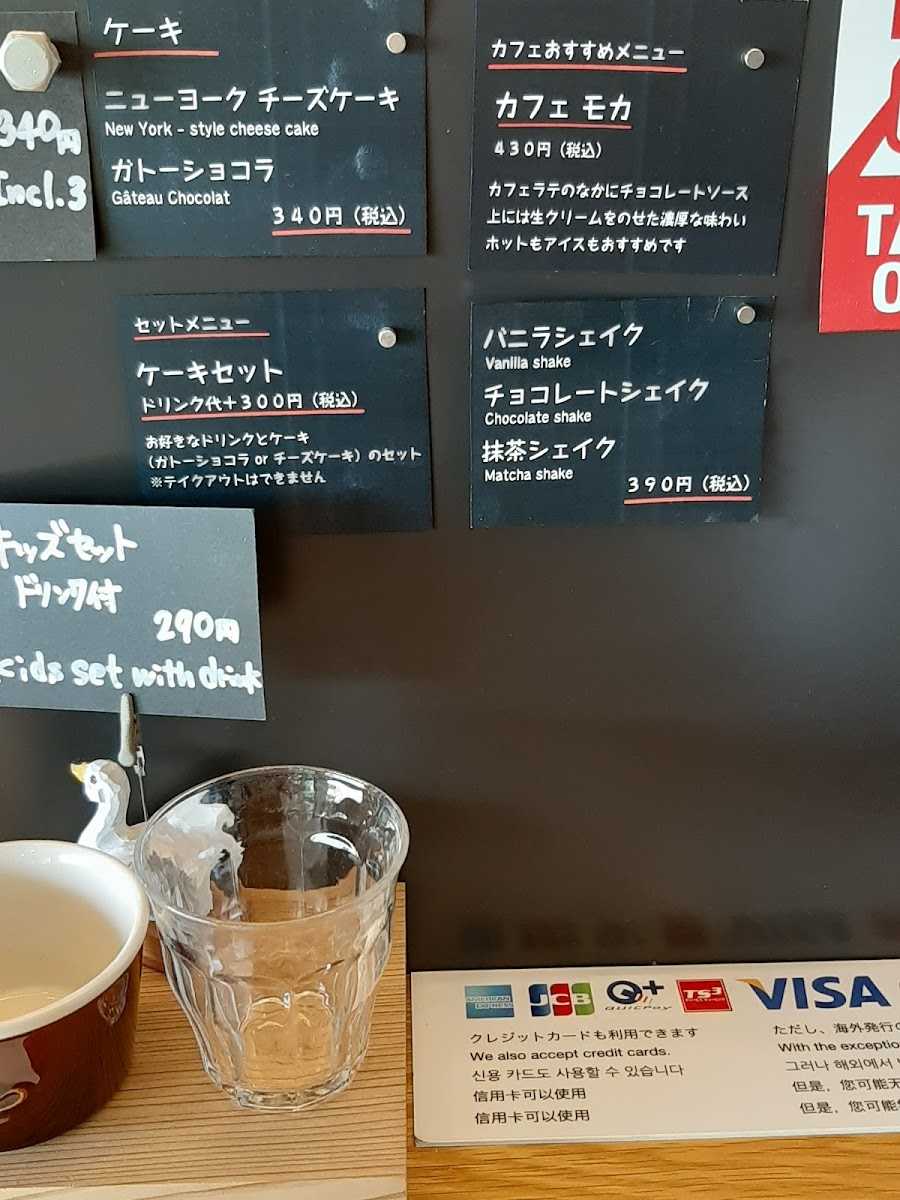 340円
Incl.3
ケーキ
ニューヨーク チーズケーキ
New York - style cheese cake
ガトーショコラ
Gâteau Chocolat
340円（税込）
カフェおすすめメニュー
カフェ モカ
430円（税込）
カフェラテのなかにチョコレートソース
上には生クリームをのせた濃厚な味わい
ホットもアイスもおすすめです
セットメニュー
ケーキセット
ドリンク代+300円（税込）
お好きなドリンクとケーキ
（ガトーショコラ or チーズケーキ）のセット
※テイクアウトはできません
バニラシェイク
Vanilla shake
チョコレートシェイク
Chocolate shake
抹茶シェイク
Matcha shake
390円（税込）
キッズセット
ドリンク付
290円
kids set with drink
AMERICAN EXPRESS
JCB
Q+
QUICPay
TS3
VISA
クレジットカードも利用できます
We also accept credit cards.
신용 카드도 사용할 수 있습니다
信用卡可以使用
信用卡可以使用
ただし、海外発行
With the exceptio
그러나 해외에서
但是，您可能无
但是，您可能